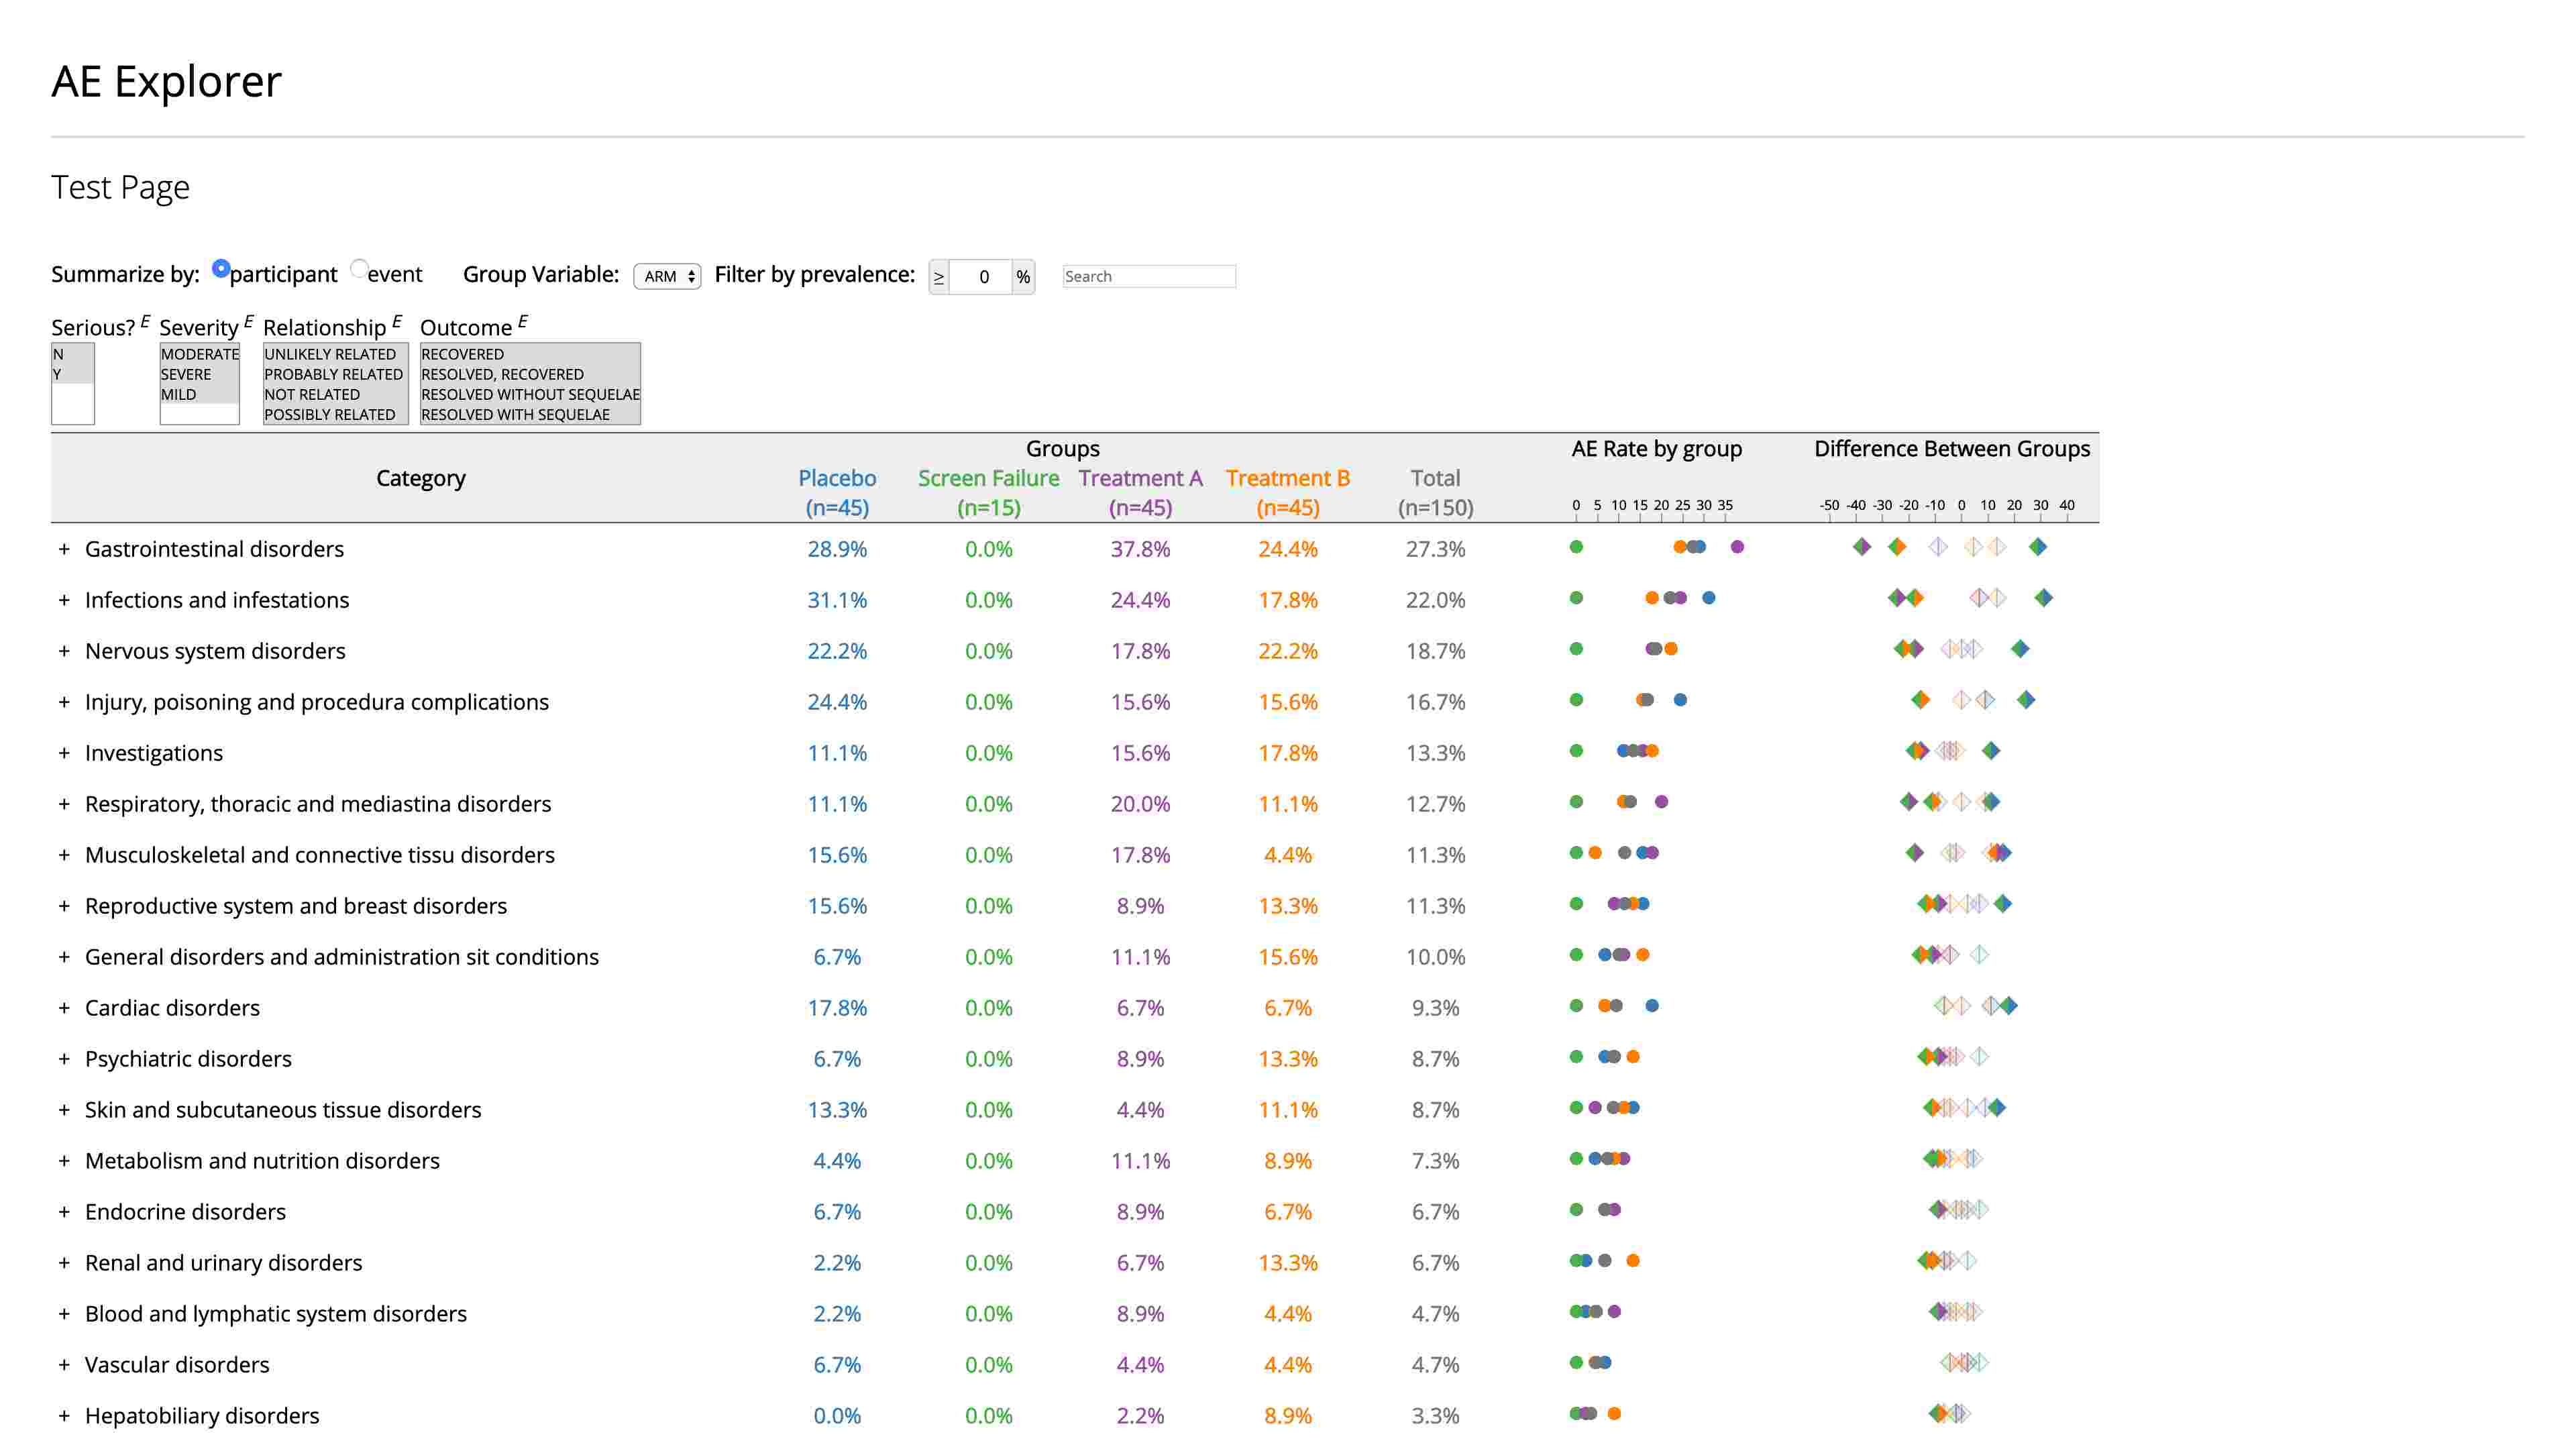 AE Explorer
Test Page
Summarize by: participant event Group Variable: ARM Filter by prevalence: ≥ 0 % Search
Serious? E Severity E Relationship E Outcome E
N MODERATE UNLIKELY RELATED RECOVERED
Y SEVERE PROBABLY RELATED RESOLVED, RECOVERED
MILD NOT RELATED RESOLVED WITHOUT SEQUELAE
POSSIBLY RELATED RESOLVED WITH SEQUELAE
Groups AE Rate by group Difference Between Groups
Category Placebo Screen Failure Treatment A Treatment B Total
(n=45) (n=15) (n=45) (n=45) (n=150) 0 5 10 15 20 25 30 35 -50 -40 -30 -20 -10 0 10 20 30 40
+ Gastrointestinal disorders 28.9% 0.0% 37.8% 24.4% 27.3%
+ Infections and infestations 31.1% 0.0% 24.4% 17.8% 22.0%
+ Nervous system disorders 22.2% 0.0% 17.8% 22.2% 18.7%
+ Injury, poisoning and procedura complications 24.4% 0.0% 15.6% 15.6% 16.7%
+ Investigations 11.1% 0.0% 15.6% 17.8% 13.3%
+ Respiratory, thoracic and mediastina disorders 11.1% 0.0% 20.0% 11.1% 12.7%
+ Musculoskeletal and connective tissu disorders 15.6% 0.0% 17.8% 4.4% 11.3%
+ Reproductive system and breast disorders 15.6% 0.0% 8.9% 13.3% 11.3%
+ General disorders and administration sit conditions 6.7% 0.0% 11.1% 15.6% 10.0%
+ Cardiac disorders 17.8% 0.0% 6.7% 6.7% 9.3%
+ Psychiatric disorders 6.7% 0.0% 8.9% 13.3% 8.7%
+ Skin and subcutaneous tissue disorders 13.3% 0.0% 4.4% 11.1% 8.7%
+ Metabolism and nutrition disorders 4.4% 0.0% 11.1% 8.9% 7.3%
+ Endocrine disorders 6.7% 0.0% 8.9% 6.7% 6.7%
+ Renal and urinary disorders 2.2% 0.0% 6.7% 13.3% 6.7%
+ Blood and lymphatic system disorders 2.2% 0.0% 8.9% 4.4% 4.7%
+ Vascular disorders 6.7% 0.0% 4.4% 4.4% 4.7%
+ Hepatobiliary disorders 0.0% 0.0% 2.2% 8.9% 3.3%